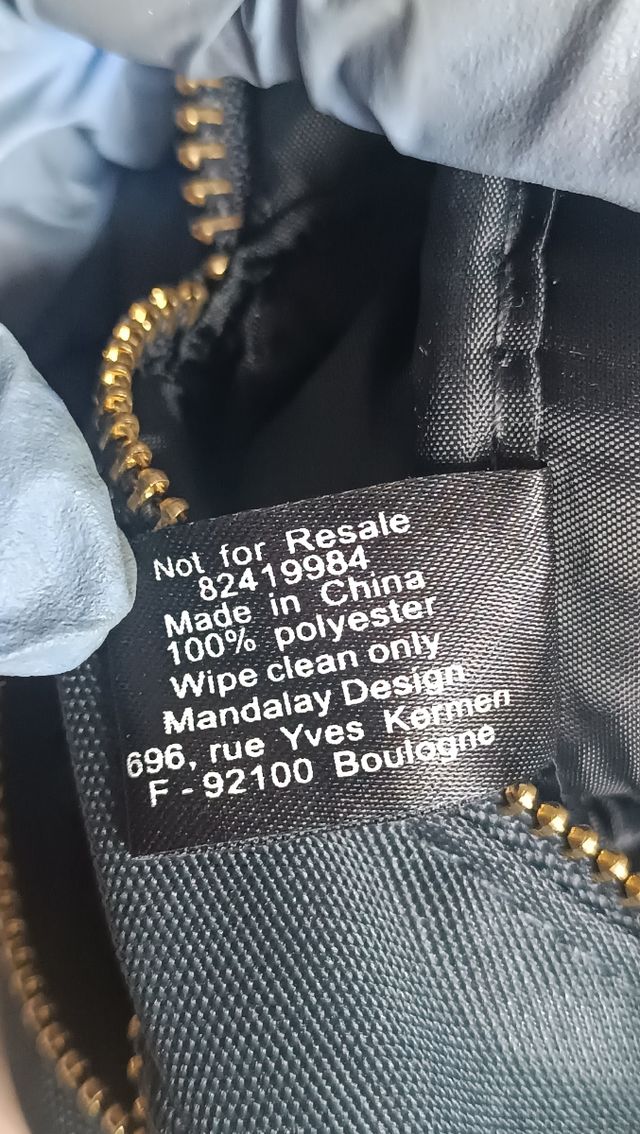 Not for Resale
82419984
Made in China
100% polyester
Wipe clean only
Mandalay Design
696, rue Yves Kermen
F - 92100 Boulogne